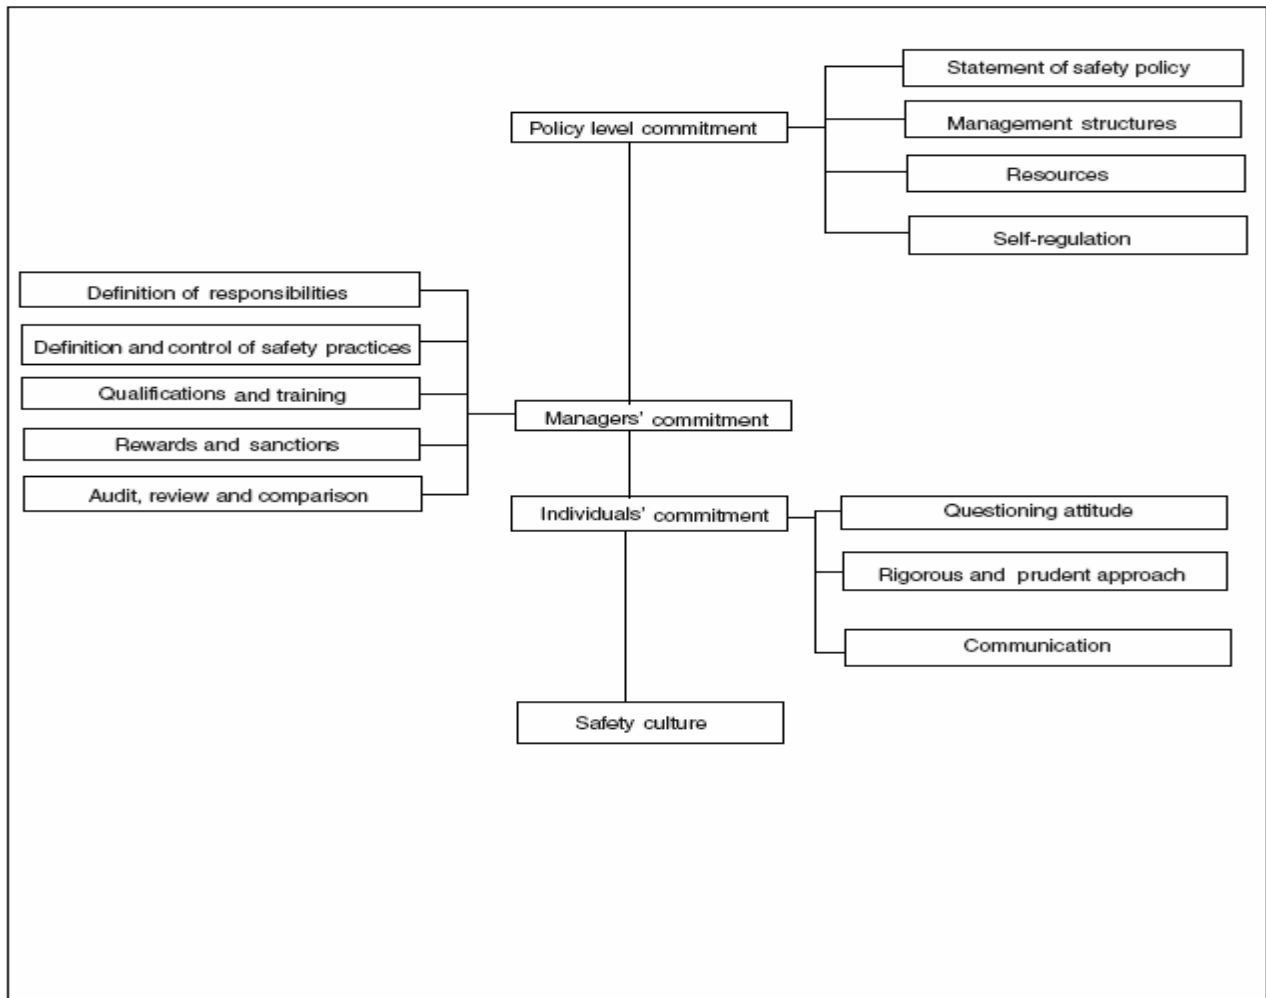 Statement of safety policy
Policy level commitment
Management structures
Resources
Self-regulation
Definition of responsibilities
Definition and control of safety practices
Qualifications and training
Managers' commitment
Rewards and sanctions
Audit, review and comparison
Individuals' commitment
Questioning attitude
Rigorous and prudent approach
Communication
Safety culture